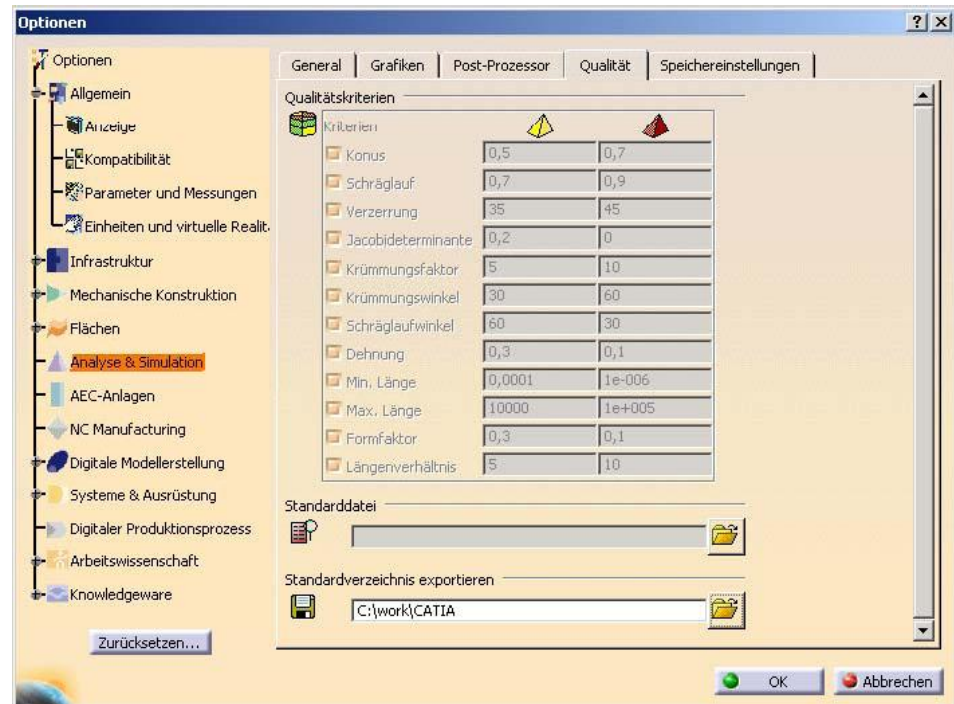 Optionen
Optionen
Allgemein
Anzeige
Kompatibilität
Parameter und Messungen
Einheiten und virtuelle Realit
Infrastruktur
Mechanische Konstruktion
Flächen
Analyse & Simulation
AEC-Anlagen
NC Manufacturing
Digitale Modellerstellung
Systeme & Ausrüstung
Digitaler Produktionsprozess
Arbeitswissenschaft
Knowledgeware
Zurücksetzen...
General Grafiken Post-Prozessor Qualität Speichereinstellungen
Qualitätskriterien
Kriterien
Konus 0,5 0,7
Schräglauf 0,7 0,9
Verzerrung 35 45
Jacobideterminante 0,2 0
Krümmungsfaktor 5 10
Krümmungswinkel 30 60
Schräglaufwinkel 60 30
Dehnung 0,3 0,1
Min. Länge 0,0001 1e-006
Max. Länge 10000 1e+005
Formfaktor 0,3 0,1
Längenverhältnis 5 10
Standarddatei
Standardverzeichnis exportieren
C:\work\CATIA
OK Abbrechen